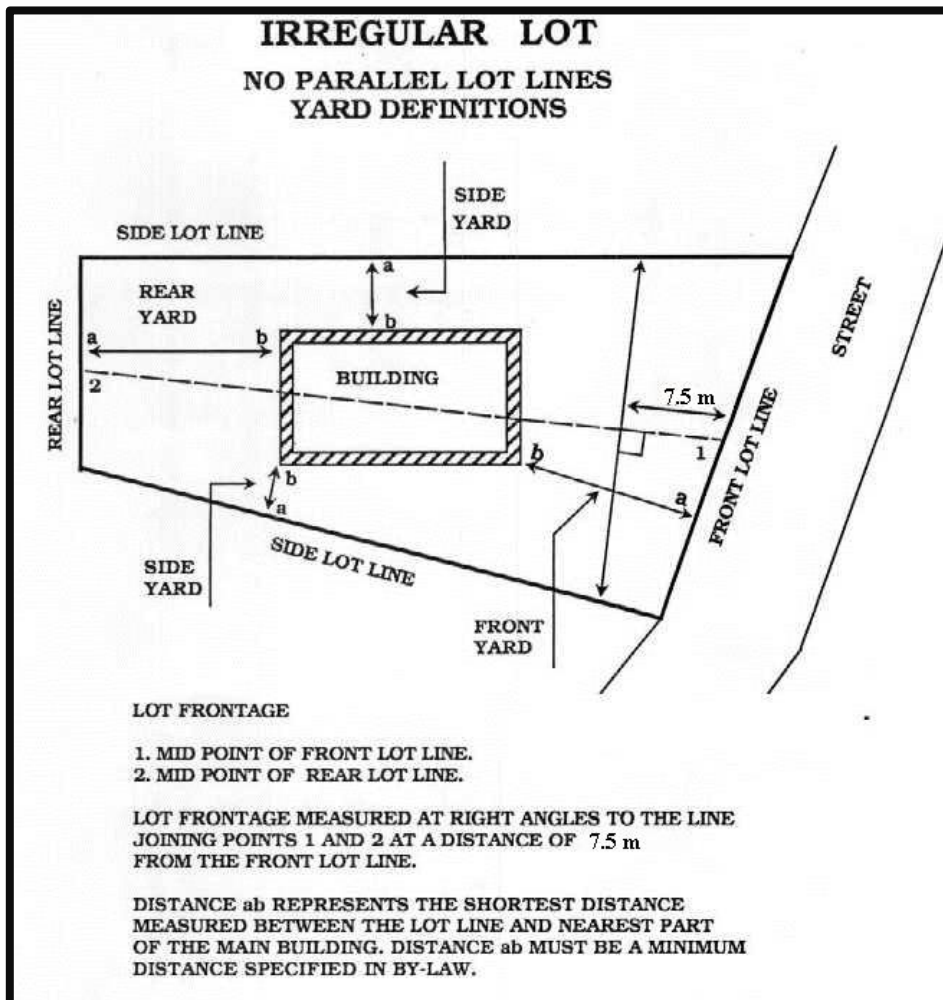 IRREGULAR LOT
NO PARALLEL LOT LINES
YARD DEFINITIONS
SIDE
YARD
SIDE LOT LINE
a
b
REAR
YARD
a
b
2
REAR LOT LINE
BUILDING
STREET
7.5 m
1
FRONT LOT LINE
b
a
b
a
SIDE LOT LINE
SIDE
YARD
FRONT
YARD
LOT FRONTAGE
1. MID POINT OF FRONT LOT LINE.
2. MID POINT OF REAR LOT LINE.
LOT FRONTAGE MEASURED AT RIGHT ANGLES TO THE LINE
JOINING POINTS 1 AND 2 AT A DISTANCE OF 7.5 m
FROM THE FRONT LOT LINE.
DISTANCE ab REPRESENTS THE SHORTEST DISTANCE
MEASURED BETWEEN THE LOT LINE AND NEAREST PART
OF THE MAIN BUILDING. DISTANCE ab MUST BE A MINIMUM
DISTANCE SPECIFIED IN BY-LAW.